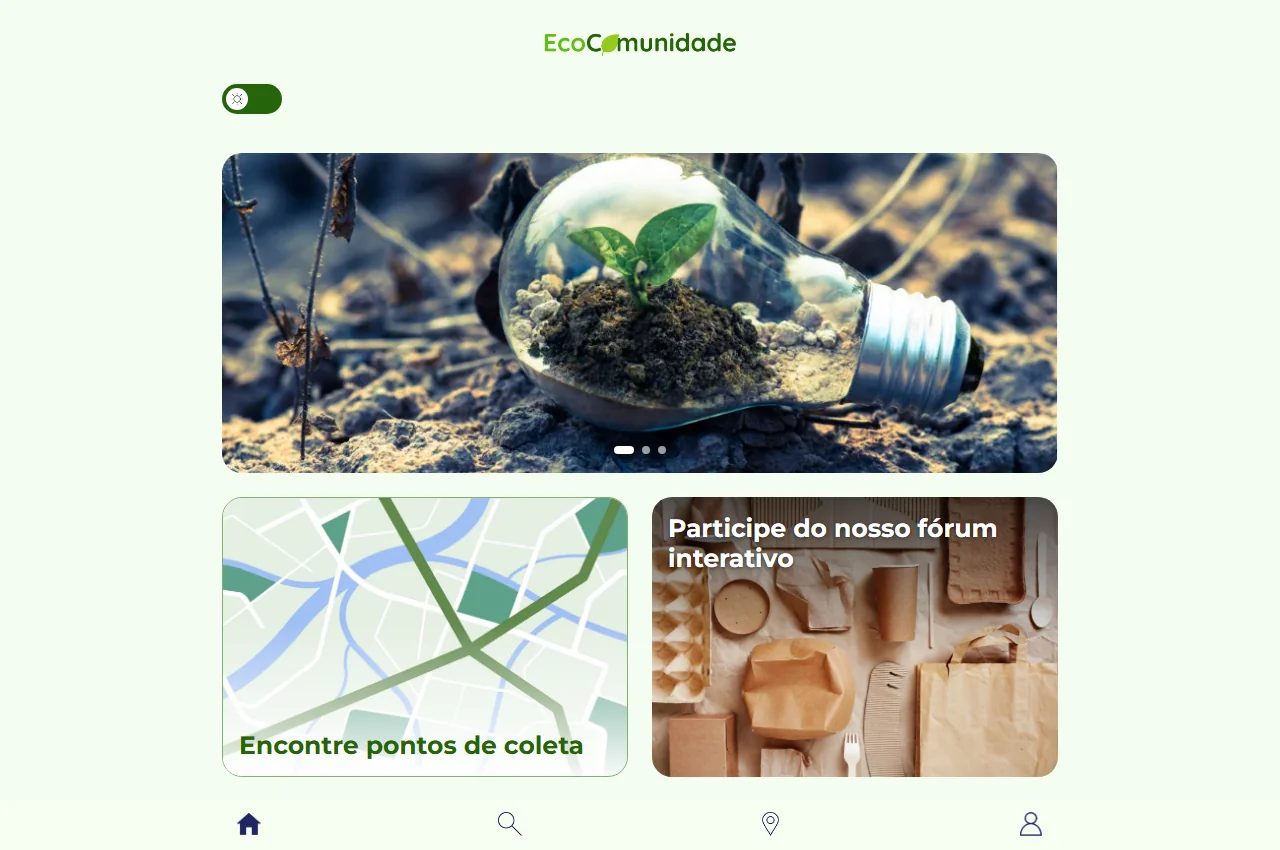 EcoComunidade
Participe do nosso fórum
interativo
Encontre pontos de coleta